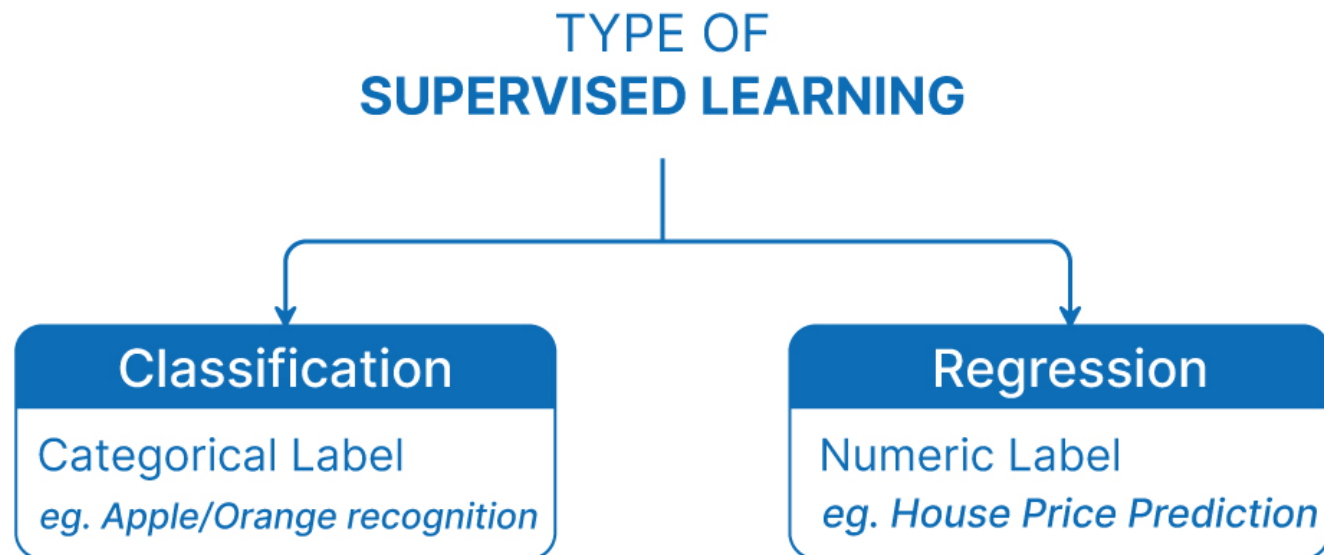 TYPE OF
SUPERVISED LEARNING
Classification
Categorical Label
eg. Apple/Orange recognition
Regression
Numeric Label
eg. House Price Prediction